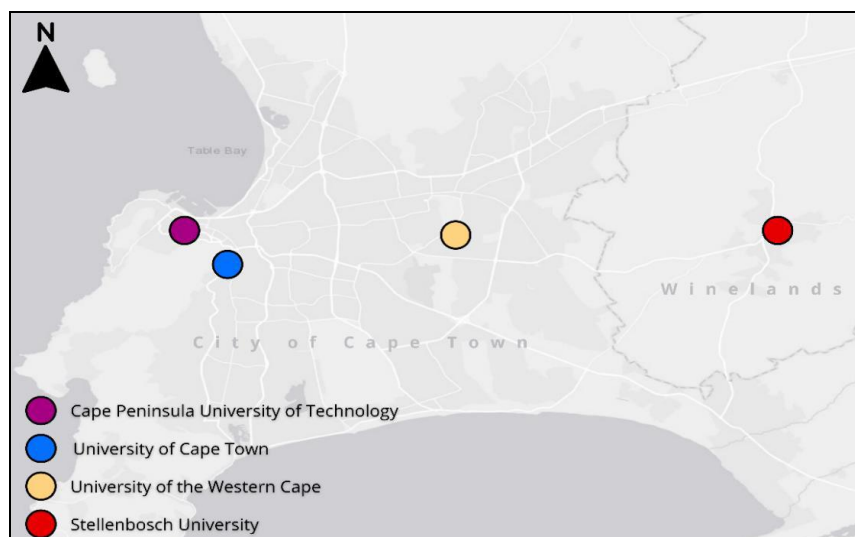 N
Table Bay
Winelands
City of Cape Town
Cape Peninsula University of Technology
University of Cape Town
University of the Western Cape
Stellenbosch University